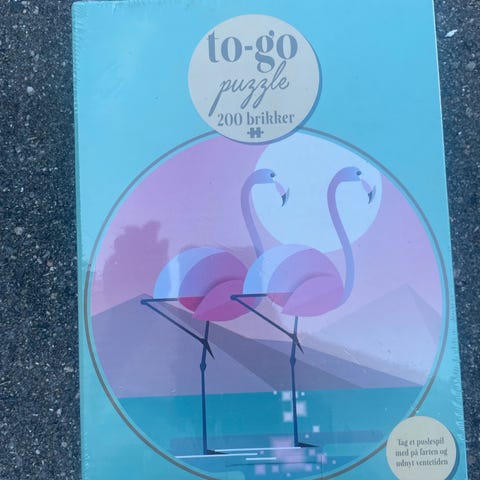 to-go
puzzle
200 brikker
Tag et puslespil
med på farten og
udnyt ventetiden